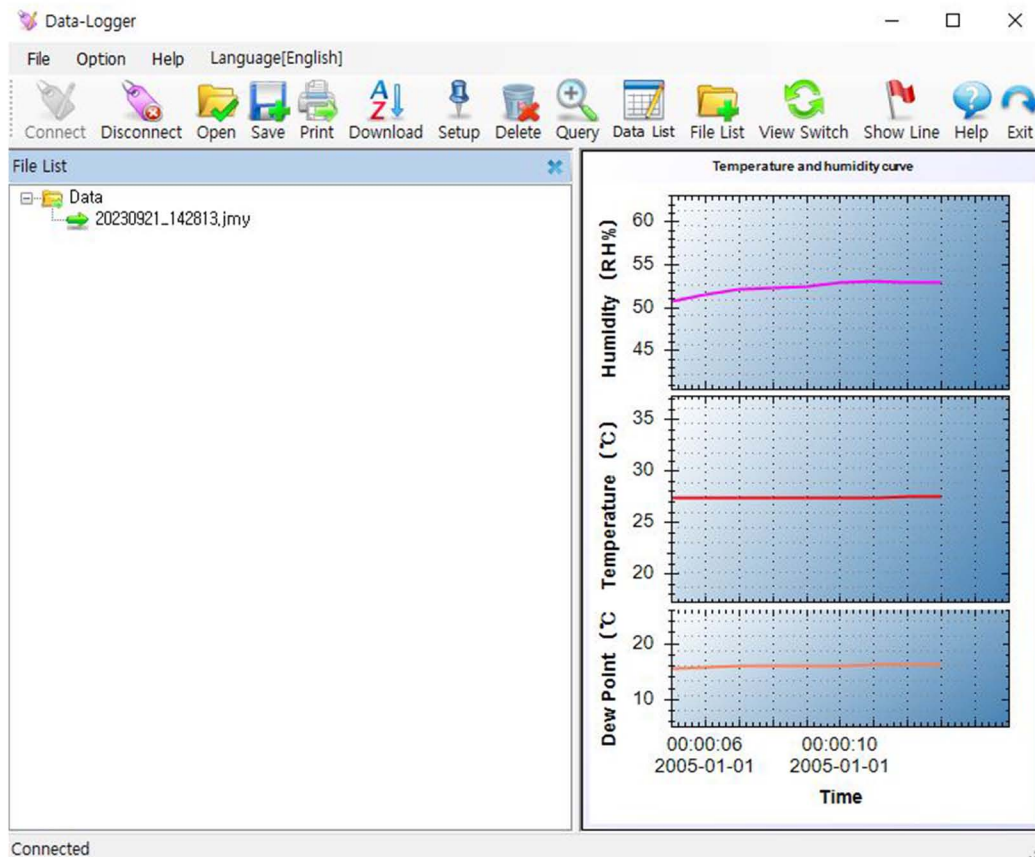 Data-Logger
File Option Help Language[English]
Connect Disconnect Open Save Print Download Setup Delete Query Data List File List View Switch Show Line Help Exit
File List
Data
20230921_142813.jmy
Temperature and humidity curve
Humidity (RH%)
60
55
50
45
Temperature (℃)
35
30
25
20
Dew Point (℃
20
10
00:00:06 00:00:10
2005-01-01 2005-01-01
Time
Connected